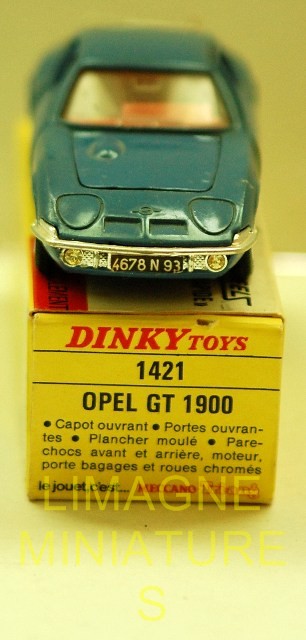 4678 N 93
DINKY TOYS
1421
OPEL GT 1900
• Capot ouvrant • Portes ouvran-
tes • Plancher moulé • Pare-
chocs avant et arrière, moteur,
porte bagages et roues chromés
le jouet, c'est... MECCANO
LIMAGNE
MINIATURE
S